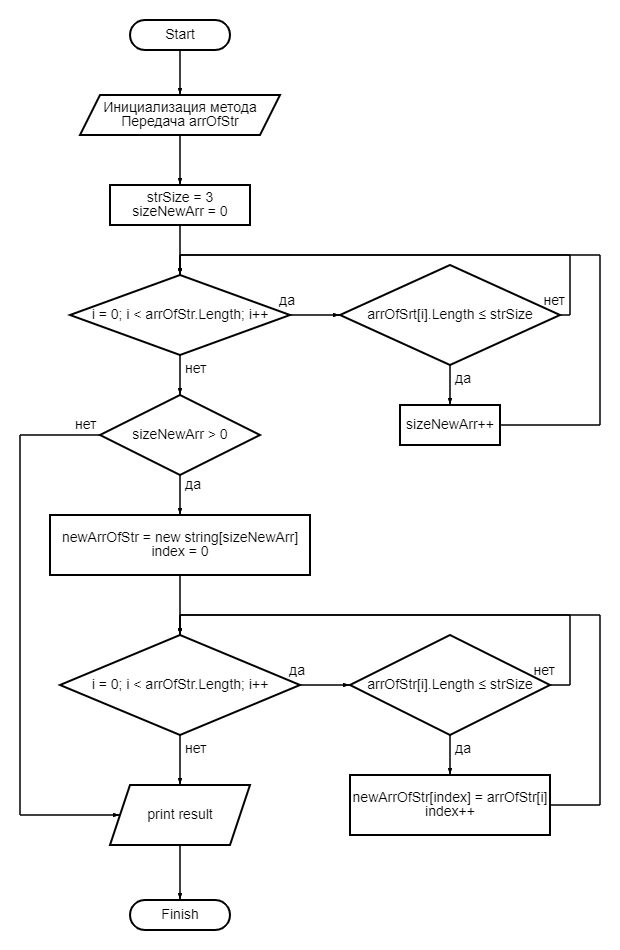 Start
Инициализация метода
Передача arrOfStr
strSize = 3
sizeNewArr = 0
i = 0; i < arrOfStr.Length; i++
да
arrOfSrt[i].Length ≤ strSize
нет
нет
да
sizeNewArr++
sizeNewArr > 0
нет
да
newArrOfStr = new string[sizeNewArr]
index = 0
i = 0; i < arrOfStr.Length; i++
да
arrOfStr[i].Length ≤ strSize
нет
нет
да
newArrOfStr[index] = arrOfStr[i]
index++
print result
Finish